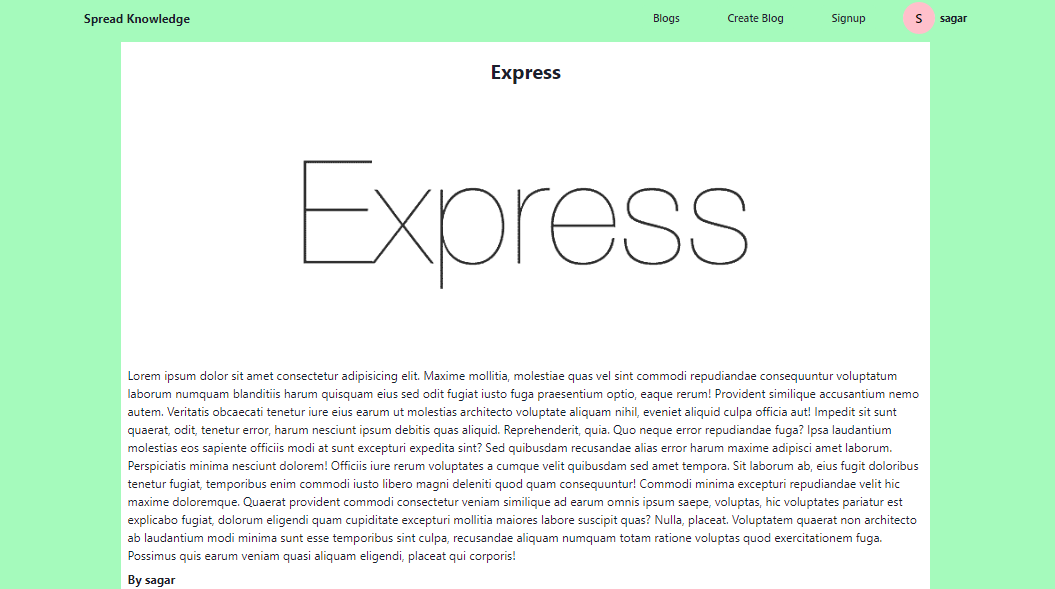 Spread Knowledge
Blogs
Create Blog
Signup
S
sagar
Express
Express
Lorem ipsum dolor sit amet consectetur adipisicing elit. Maxime mollitia, molestiae quas vel sint commodi repudiandae consequuntur voluptatum
laborum numquam blanditiis harum quisquam eius sed odit fugiat iusto fuga praesentium optio, eaque rerum! Provident similique accusantium nemo
autem. Veritatis obcaecati tenetur iure eius earum ut molestias architecto voluptate aliquam nihil, eveniet aliquid culpa officia aut! Impedit sit sunt
quaerat, odit, tenetur error, harum nesciunt ipsum debitis quas aliquid. Reprehenderit, quia. Quo neque error repudiandae fuga? Ipsa laudantium
molestias eos sapiente officiis modi at sunt excepturi expedita sint? Sed quibusdam recusandae alias error harum maxime adipisci amet laborum.
Perspiciatis minima nesciunt dolorem! Officiis iure rerum voluptates a cumque velit quibusdam sed amet tempora. Sit laborum ab, eius fugit doloribus
tenetur fugiat, temporibus enim commodi iusto libero magni deleniti quod quam consequuntur! Commodi minima excepturi repudiandae velit hic
maxime doloremque. Quaerat provident commodi consectetur veniam similique ad earum omnis ipsum saepe, voluptas, hic voluptates pariatur est
explicabo fugiat, dolorum eligendi quam cupiditate excepturi mollitia maiores labore suscipit quas? Nulla, placeat. Voluptatem quaerat non architecto
ab laudantium modi minima sunt esse temporibus sint culpa, recusandae aliquam numquam totam ratione voluptas quod exercitationem fuga.
Possimus quis earum veniam quasi aliquam eligendi, placeat qui corporis!
By sagar